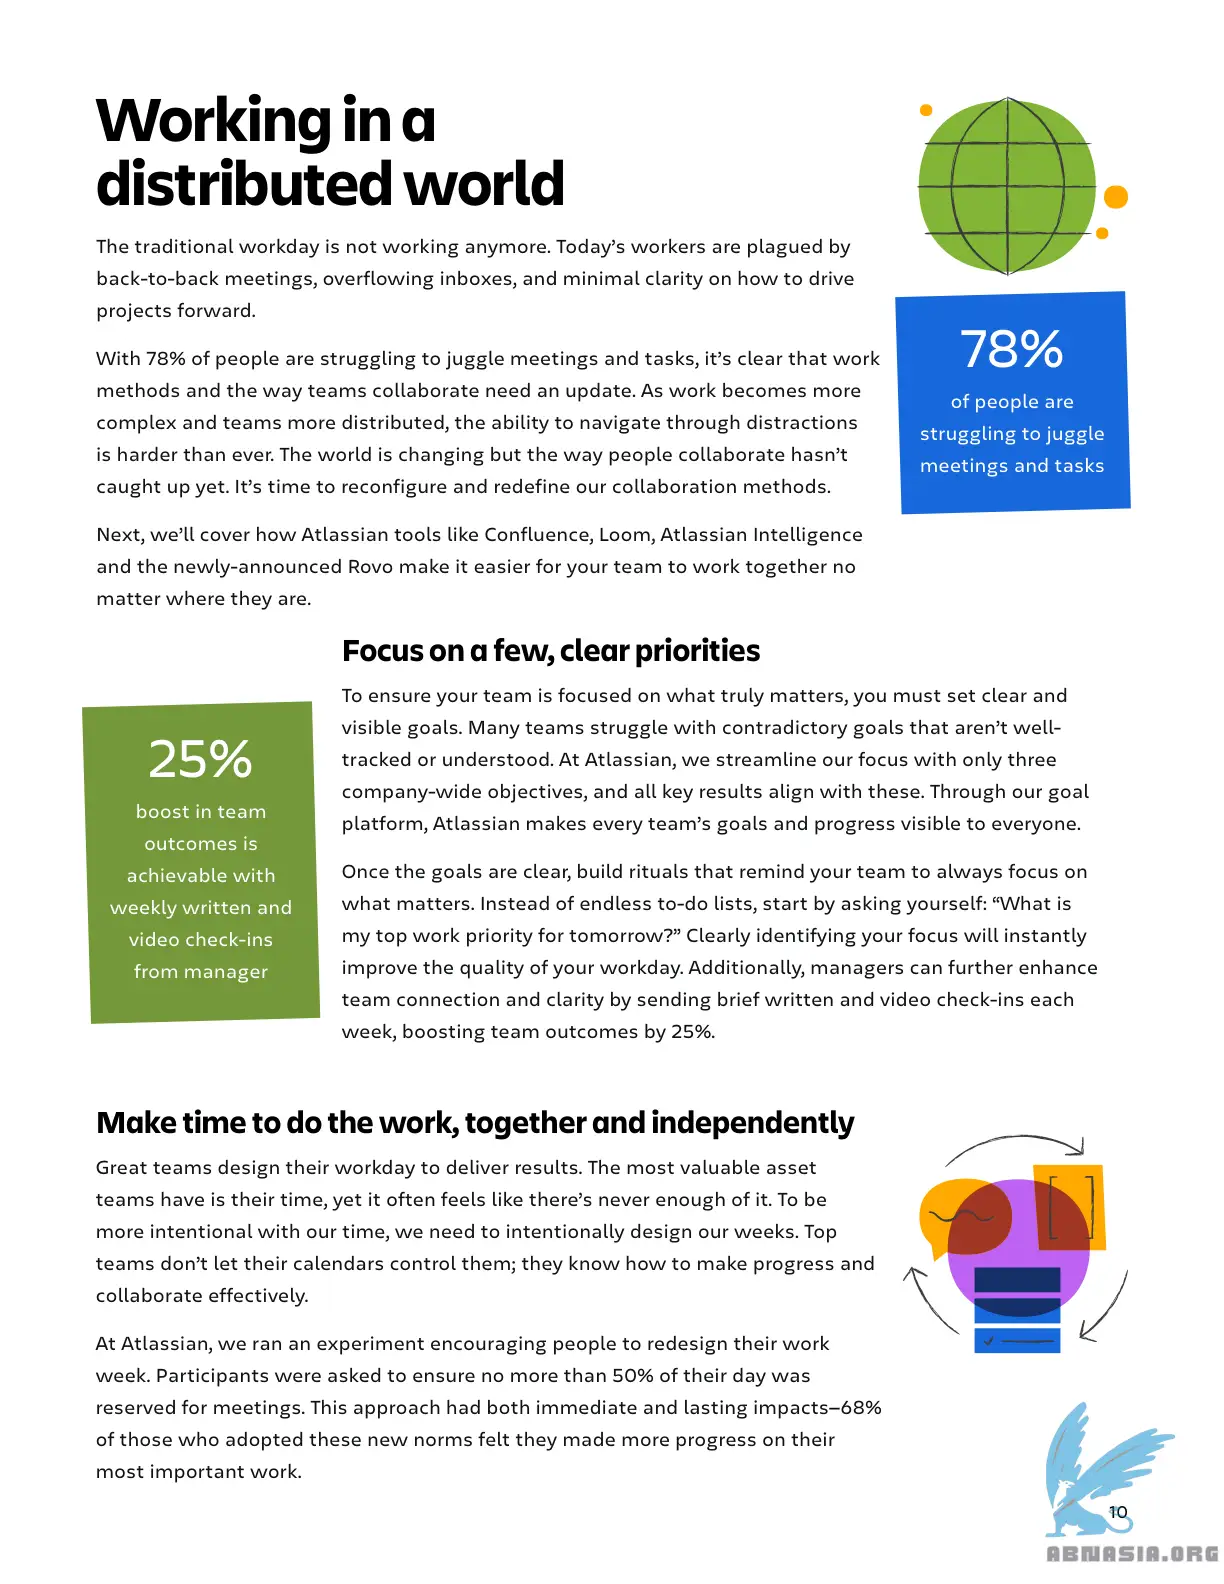 Working in a
distributed world
The traditional workday is not working anymore. Today’s workers are plagued by
back-to-back meetings, overflowing inboxes, and minimal clarity on how to drive
projects forward.
With 78% of people are struggling to juggle meetings and tasks, it’s clear that work
methods and the way teams collaborate need an update. As work becomes more
complex and teams more distributed, the ability to navigate through distractions
is harder than ever. The world is changing but the way people collaborate hasn’t
caught up yet. It’s time to reconfigure and redefine our collaboration methods.
Next, we’ll cover how Atlassian tools like Confluence, Loom, Atlassian Intelligence
and the newly-announced Rovo make it easier for your team to work together no
matter where they are.
78%
of people are
struggling to juggle
meetings and tasks
Focus on a few, clear priorities
To ensure your team is focused on what truly matters, you must set clear and
visible goals. Many teams struggle with contradictory goals that aren’t well-
tracked or understood. At Atlassian, we streamline our focus with only three
company-wide objectives, and all key results align with these. Through our goal
platform, Atlassian makes every team’s goals and progress visible to everyone.
Once the goals are clear, build rituals that remind your team to always focus on
what matters. Instead of endless to-do lists, start by asking yourself: “What is
my top work priority for tomorrow?” Clearly identifying your focus will instantly
improve the quality of your workday. Additionally, managers can further enhance
team connection and clarity by sending brief written and video check-ins each
week, boosting team outcomes by 25%.
25%
boost in team
outcomes is
achievable with
weekly written and
video check-ins
from manager
Make time to do the work, together and independently
Great teams design their workday to deliver results. The most valuable asset
teams have is their time, yet it often feels like there’s never enough of it. To be
more intentional with our time, we need to intentionally design our weeks. Top
teams don’t let their calendars control them; they know how to make progress and
collaborate effectively.
At Atlassian, we ran an experiment encouraging people to redesign their work
week. Participants were asked to ensure no more than 50% of their day was
reserved for meetings. This approach had both immediate and lasting impacts—68%
of those who adopted these new norms felt they made more progress on their
most important work.
10
ABNASIA.ORG